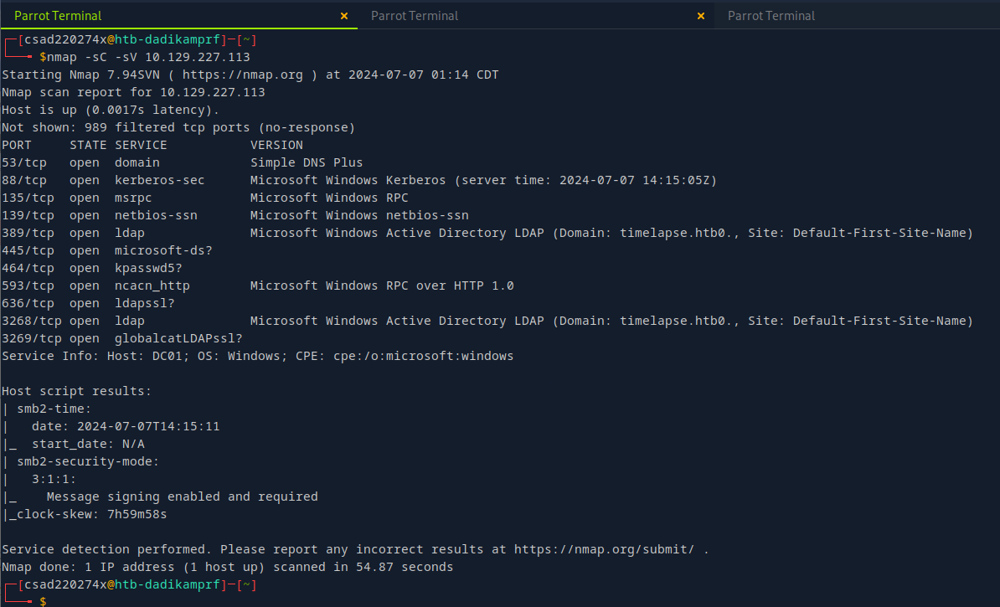 Parrot Terminal × Parrot Terminal × Parrot Terminal
┌─[csad220274x@htb-dadikamprf]─[~]
└──╼ $nmap -sC -sV 10.129.227.113
Starting Nmap 7.94SVN ( https://nmap.org ) at 2024-07-07 01:14 CDT
Nmap scan report for 10.129.227.113
Host is up (0.0017s latency).
Not shown: 989 filtered tcp ports (no-response)
PORT     STATE SERVICE       VERSION
53/tcp   open  domain        Simple DNS Plus
88/tcp   open  kerberos-sec  Microsoft Windows Kerberos (server time: 2024-07-07 14:15:05Z)
135/tcp  open  msrpc         Microsoft Windows RPC
139/tcp  open  netbios-ssn   Microsoft Windows netbios-ssn
389/tcp  open  ldap          Microsoft Windows Active Directory LDAP (Domain: timelapse.htb0., Site: Default-First-Site-Name)
445/tcp  open  microsoft-ds?
464/tcp  open  kpasswd5?
593/tcp  open  ncacn_http    Microsoft Windows RPC over HTTP 1.0
636/tcp  open  ldapssl?
3268/tcp open  ldap          Microsoft Windows Active Directory LDAP (Domain: timelapse.htb0., Site: Default-First-Site-Name)
3269/tcp open  globalcatLDAPssl?
Service Info: Host: DC01; OS: Windows; CPE: cpe:/o:microsoft:windows

Host script results:
| smb2-time:
|   date: 2024-07-07T14:15:11
|_  start_date: N/A
| smb2-security-mode:
|   3:1:1:
|_    Message signing enabled and required
|_clock-skew: 7h59m58s

Service detection performed. Please report any incorrect results at https://nmap.org/submit/ .
Nmap done: 1 IP address (1 host up) scanned in 54.87 seconds
┌─[csad220274x@htb-dadikamprf]─[~]
└──╼ $